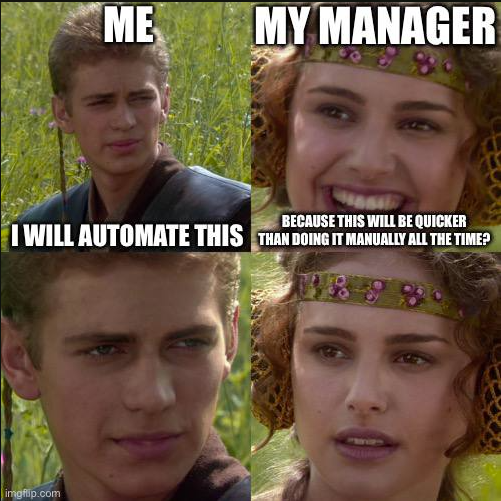 ME
MY MANAGER
I WILL AUTOMATE THIS
BECAUSE THIS WILL BE QUICKER
THAN DOING IT MANUALLY ALL THE TIME?
imgflip.com